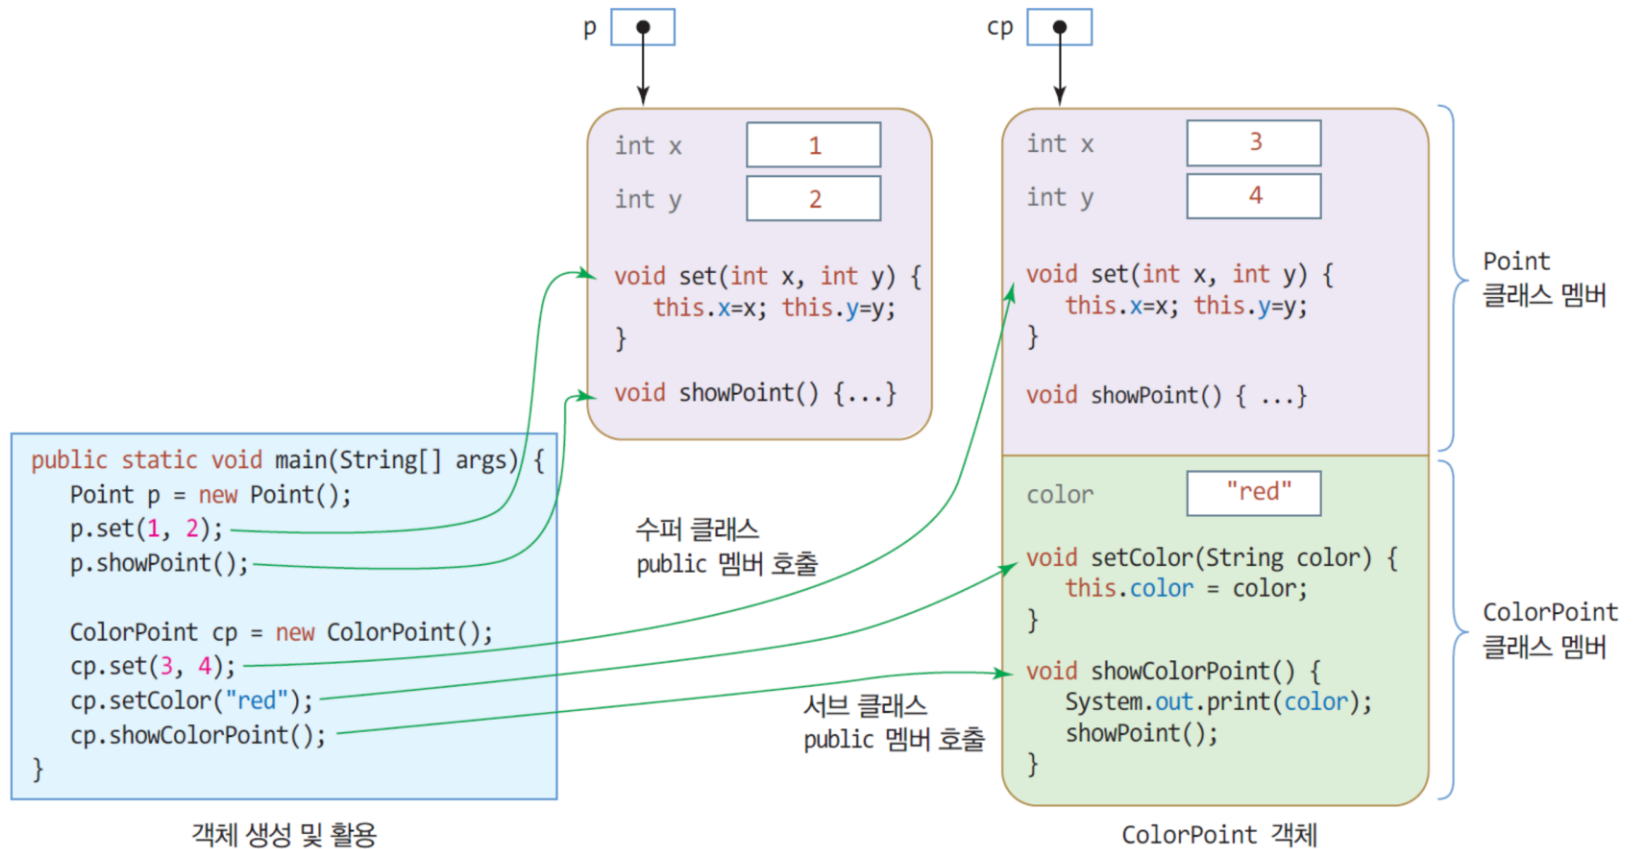 p
cp
int x 1
int y 2
void set(int x, int y) {
this.x=x; this.y=y;
}
void showPoint() {...}
int x 3
int y 4
void set(int x, int y) {
this.x=x; this.y=y;
}
void showPoint() { ...}
Point
클래스 멤버
public static void main(String[] args) {
Point p = new Point();
p.set(1, 2);
p.showPoint();
ColorPoint cp = new ColorPoint();
cp.set(3, 4);
cp.setColor("red");
cp.showColorPoint();
}
수퍼 클래스
public 멤버 호출
서브 클래스
public 멤버 호출
color "red"
void setColor(String color) {
this.color = color;
}
void showColorPoint() {
System.out.print(color);
showPoint();
}
ColorPoint
클래스 멤버
객체 생성 및 활용
ColorPoint 객체